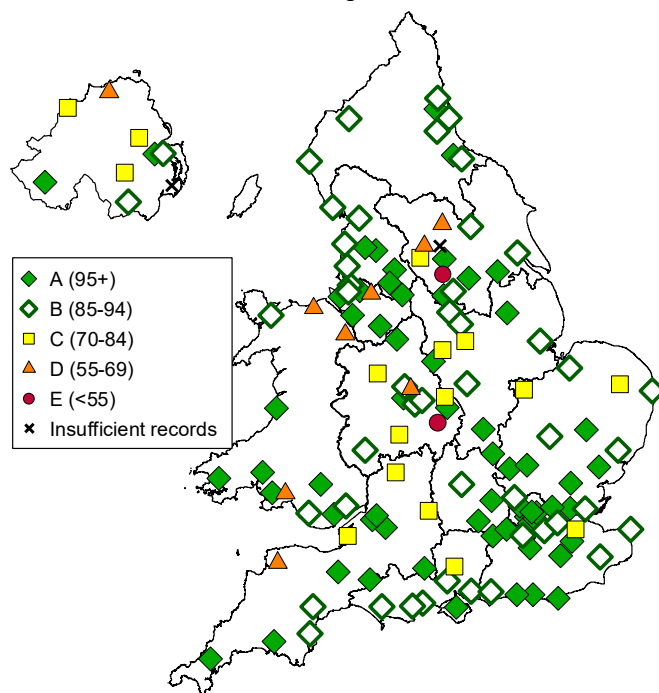 A (95+)
B (85-94)
C (70-84)
D (55-69)
E (<55)
Insufficient records